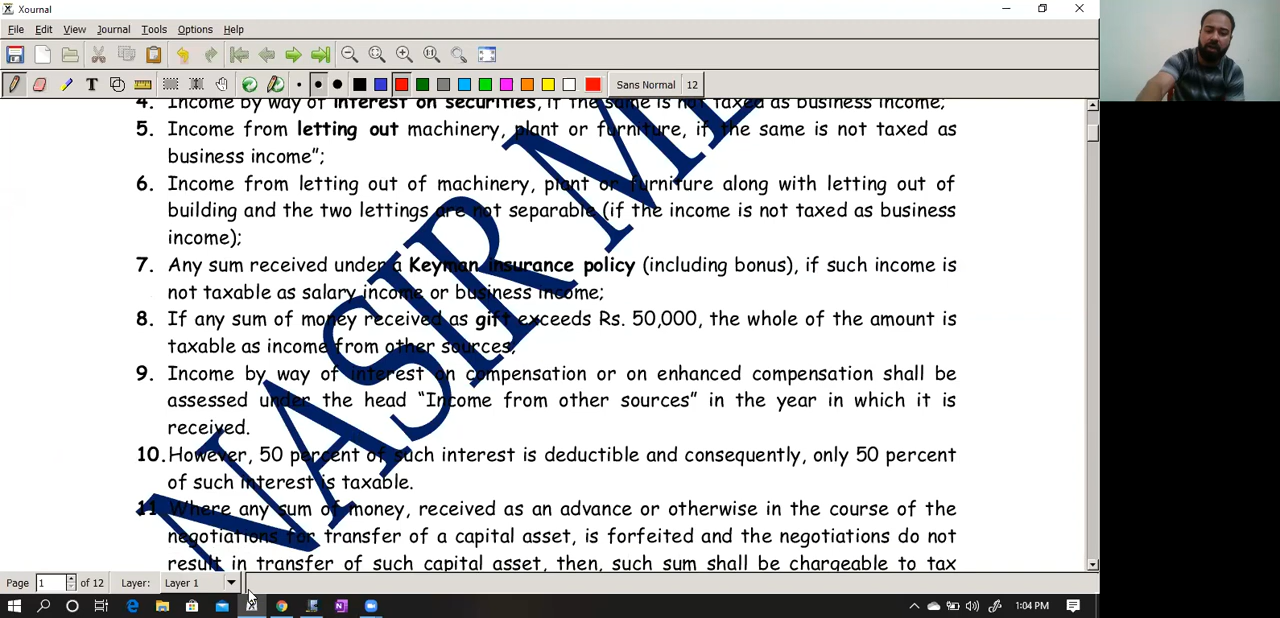 Xournal
File Edit View Journal Tools Options Help
Sans Normal 12
4. Income by way of interest on securities, if the same is not taxed as business income;
5. Income from letting out machinery, plant or furniture, if the same is not taxed as
business income”;
6. Income from letting out of machinery, plant or furniture along with letting out of
building and the two lettings are not separable (if the income is not taxed as business
income);
7. Any sum received under a Keyman insurance policy (including bonus), if such income is
not taxable as salary income or business income;
8. If any sum of money received as gift exceeds Rs. 50,000, the whole of the amount is
taxable as income from other sources;
9. Income by way of interest on compensation or on enhanced compensation shall be
assessed under the head “Income from other sources” in the year in which it is
received.
10. However, 50 percent of such interest is deductible and consequently, only 50 percent
of such interest is taxable.
11. Where any sum of money, received as an advance or otherwise in the course of the
negotiations for transfer of a capital asset, is forfeited and the negotiations do not
result in transfer of such capital asset, then, such sum shall be chargeable to tax
NASIR
Page 1 of 12 Layer: Layer 1
1:04 PM